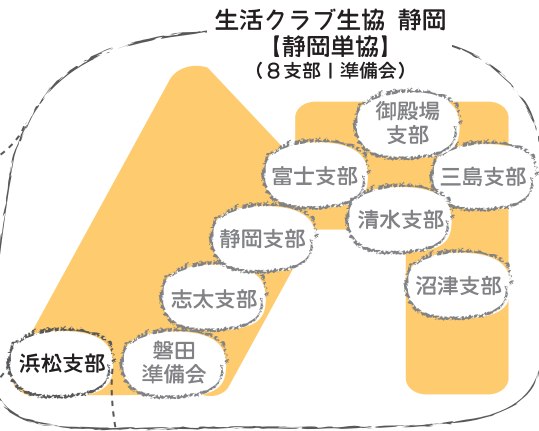 生活クラブ生協 静岡
【静岡単協】
（８支部１準備会）
御殿場
支部
富士支部
三島支部
清水支部
静岡支部
沼津支部
志太支部
磐田
準備会
浜松支部